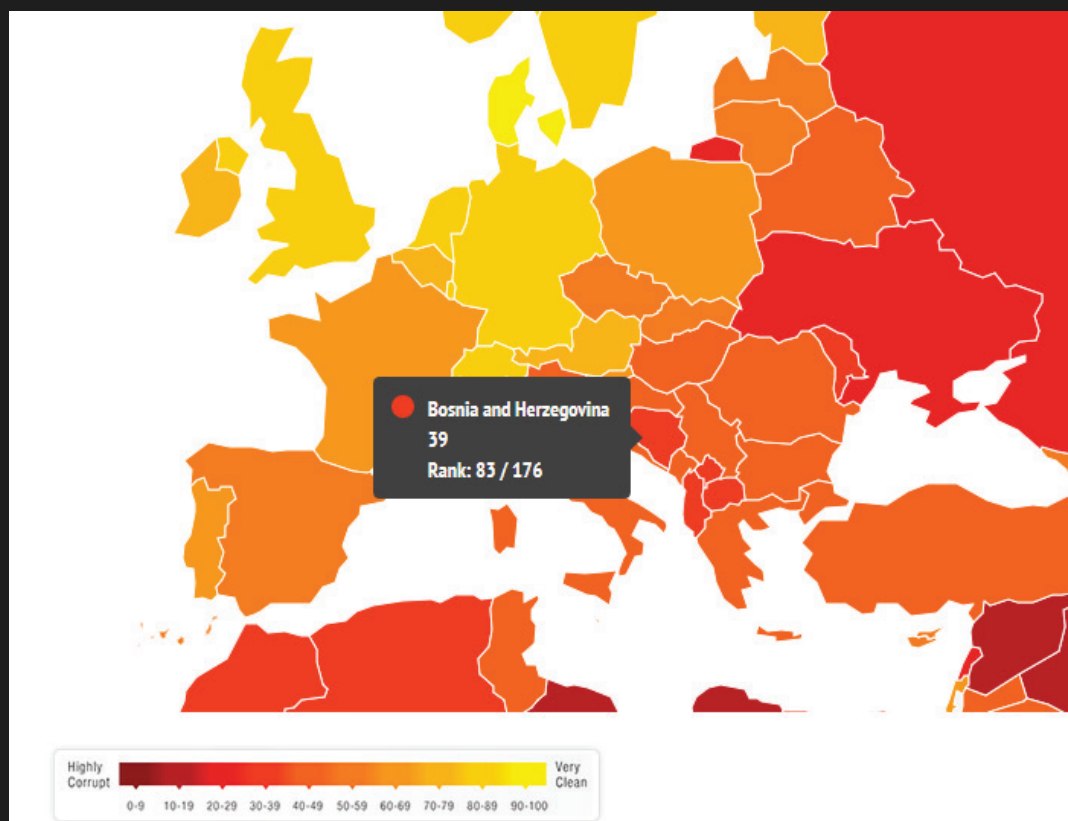 Bosnia and Herzegovina
39
Rank: 83 / 176
Highly
Corrupt
Very
Clean
0-9 10-19 20-29 30-39 40-49 50-59 60-69 70-79 80-89 90-100